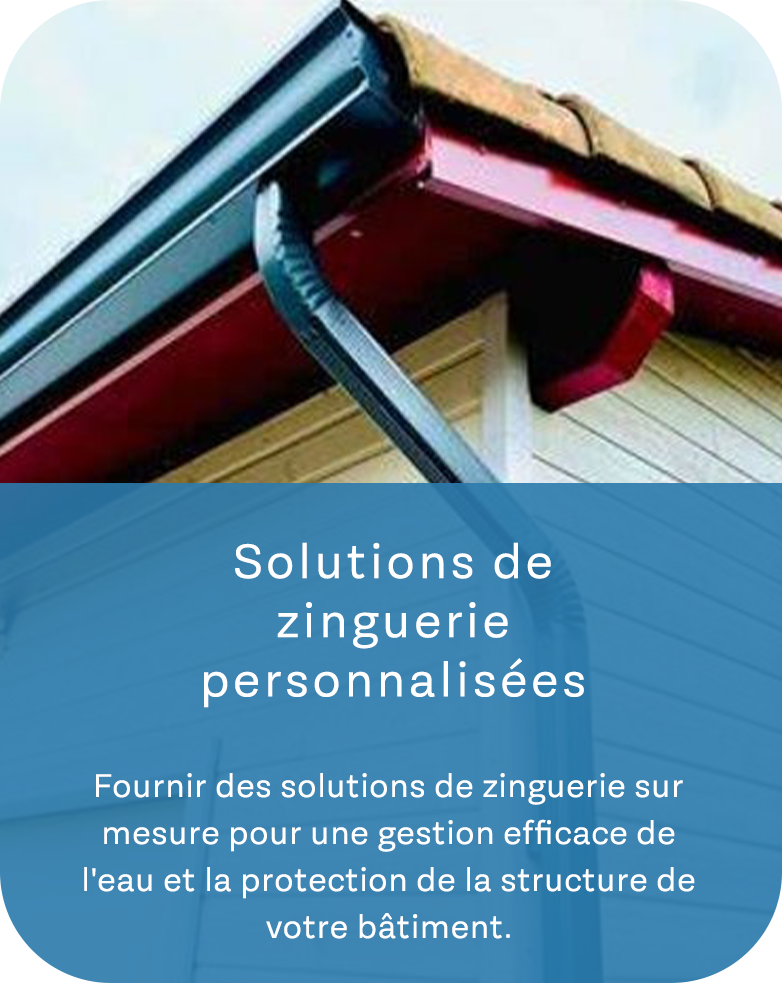 Solutions de
zinguerie
personnalisées
Fournir des solutions de zinguerie sur
mesure pour une gestion efficace de
l'eau et la protection de la structure de
votre bâtiment.